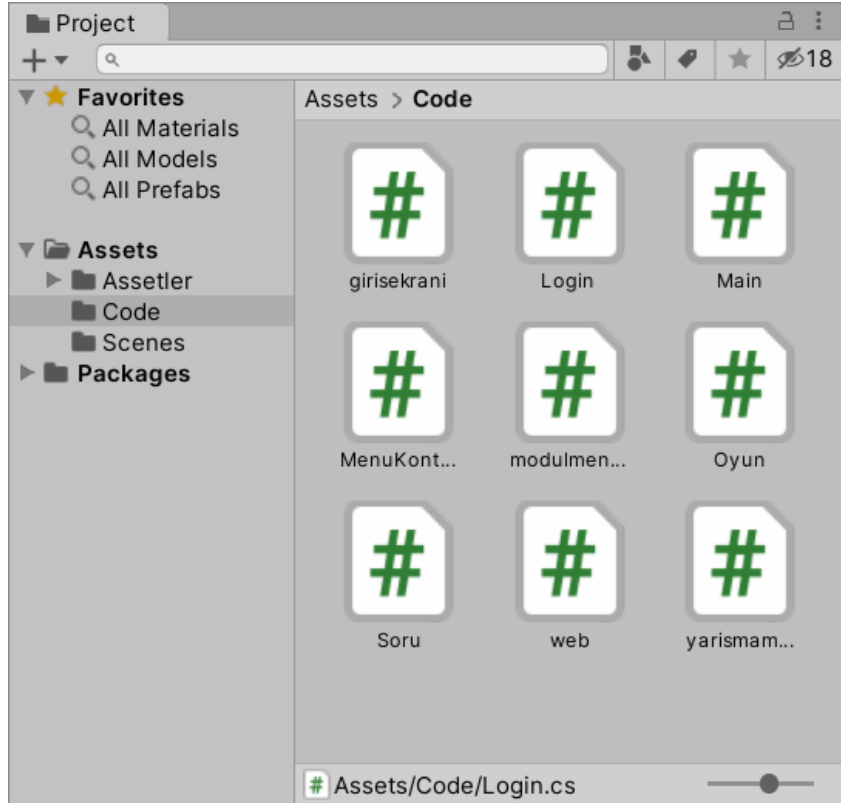 Project
18
Favorites
All Materials
All Models
All Prefabs
Assets
Assetler
Code
Scenes
Packages
Assets > Code
girisekrani Login Main
MenuKont... modulmen... Oyun
Soru web yarismam...
Assets/Code/Login.cs